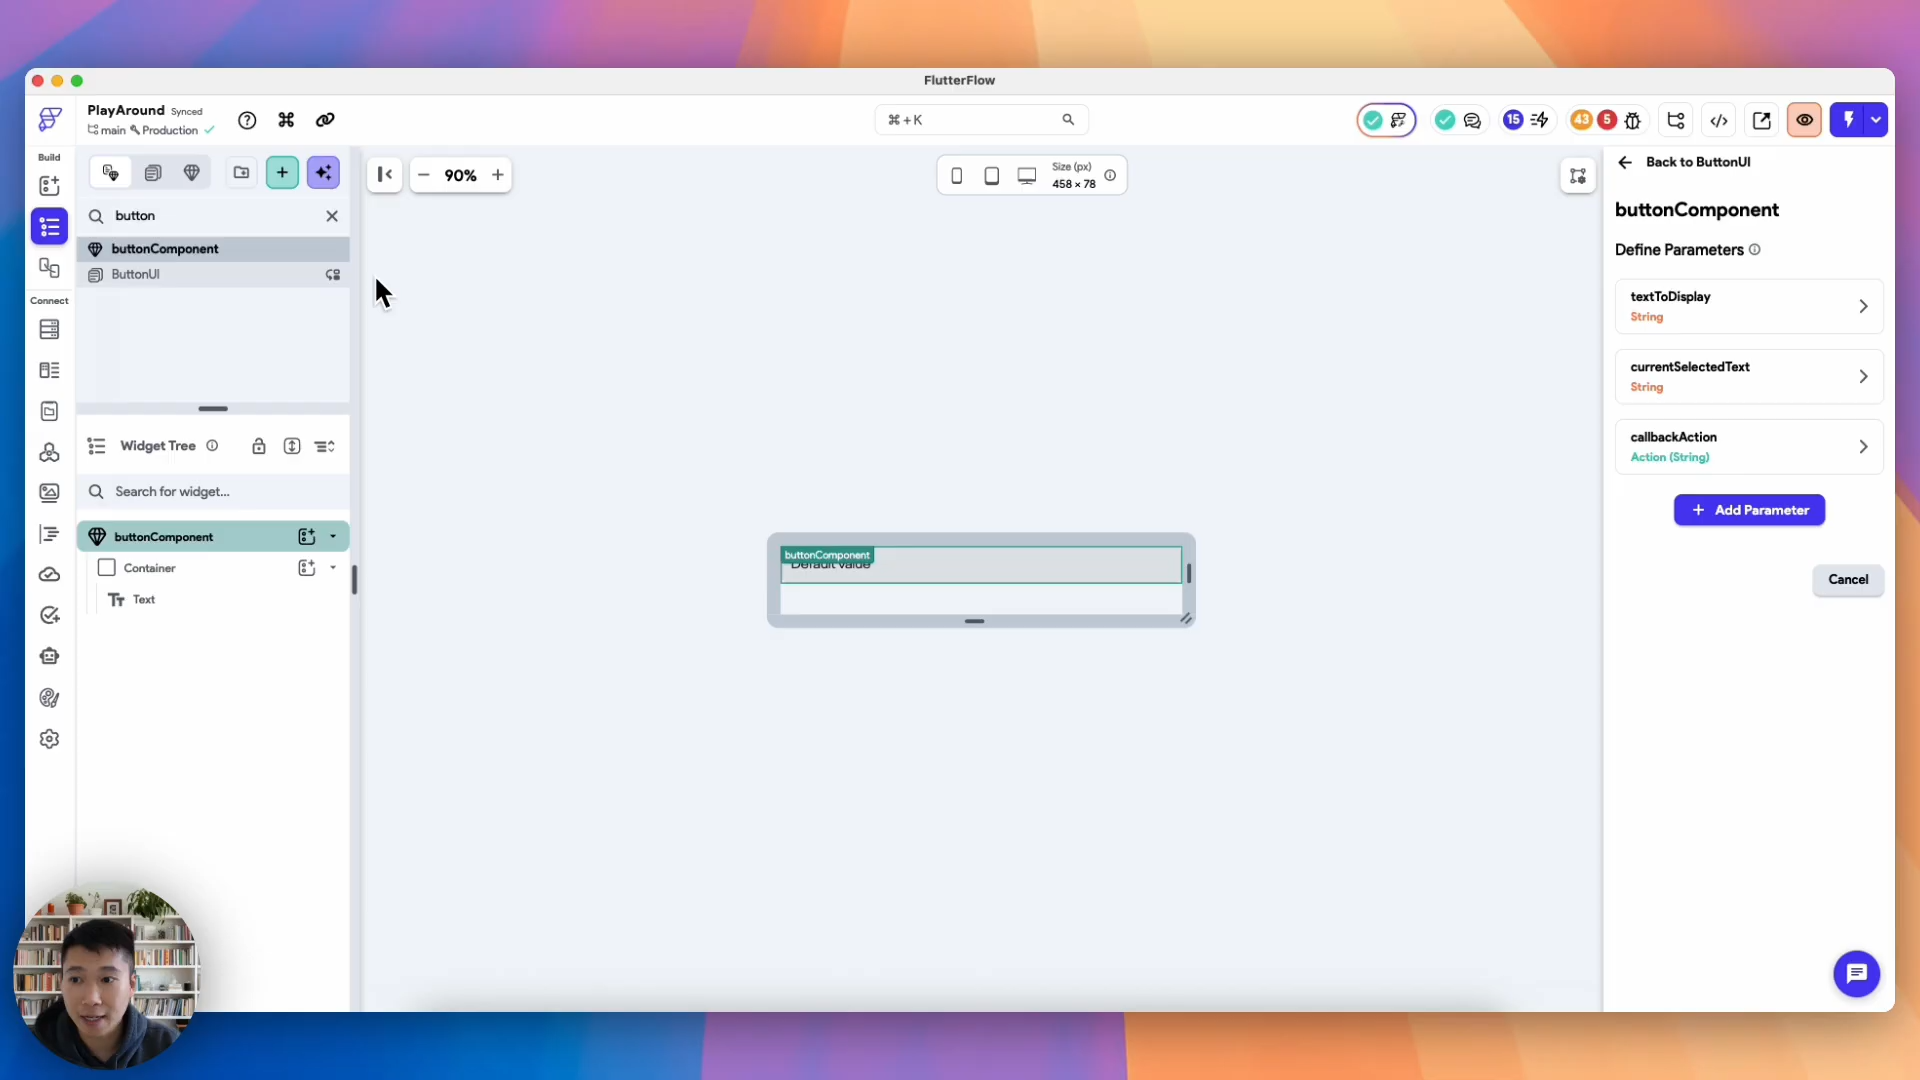 FlutterFlow
PlayAround Synced
main Production
⌘+K
15
43
5
Build
Connect
button
buttonComponent
ButtonUI
90%
Size (px)
458 × 78
Widget Tree
Search for widget...
buttonComponent
Container
Text
buttonComponent
Default Value
Back to ButtonUI
buttonComponent
Define Parameters
textToDisplay
String
currentSelectedText
String
callbackAction
Action (String)
+ Add Parameter
Cancel